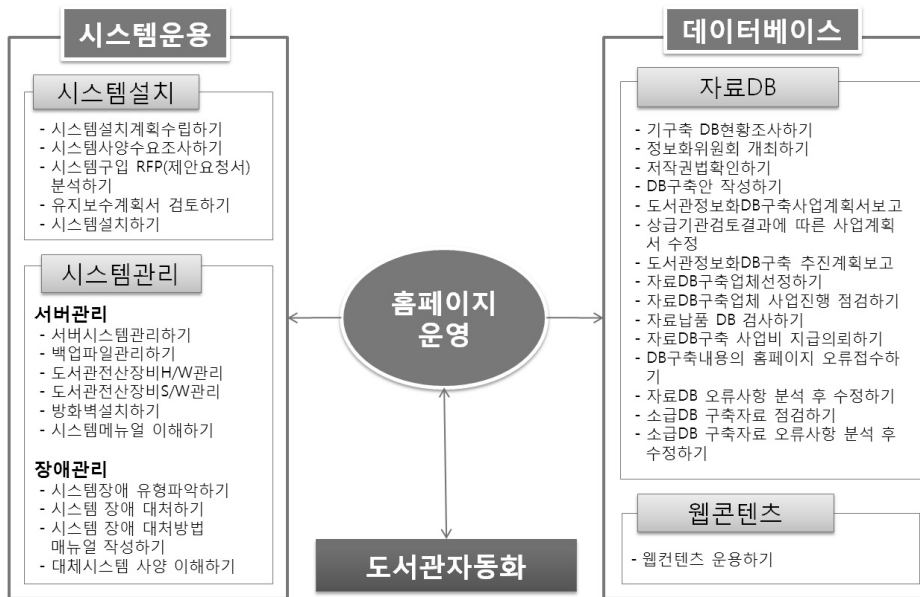 시스템운용
시스템설치
- 시스템설치계획수립하기
- 시스템사양수요조사하기
- 시스템구입 RFP(제안요청서)
분석하기
- 유지보수계획서 검토하기
- 시스템설치하기
시스템관리
서버관리
- 서버시스템관리하기
- 백업파일관리하기
- 도서관전산장비H/W관리
- 도서관전산장비S/W관리
- 방화벽설치하기
- 시스템메뉴얼 이해하기
장애관리
- 시스템장애 유형파악하기
- 시스템 장애 대처하기
- 시스템 장애 대처방법
매뉴얼 작성하기
- 대체시스템 사양 이해하기
홈페이지
운영
도서관자동화
데이터베이스
자료DB
- 기구축 DB현황조사하기
- 정보화위원회 개최하기
- 저작권법확인하기
- DB구축안 작성하기
- 도서관정보화DB구축사업계획서보고
- 상급기관검토결과에 따른 사업계획
서 수정
- 도서관정보화DB구축 추진계획보고
- 자료DB구축업체선정하기
- 자료DB구축업체 사업진행 점검하기
- 자료납품 DB 검사하기
- 자료DB구축 사업비 지급의뢰하기
- DB구축내용의 홈페이지 오류접수하
기
- 자료DB 오류사항 분석 후 수정하기
- 소급DB 구축자료 점검하기
- 소급DB 구축자료 오류사항 분석 후
수정하기
웹콘텐츠
- 웹컨텐츠 운용하기